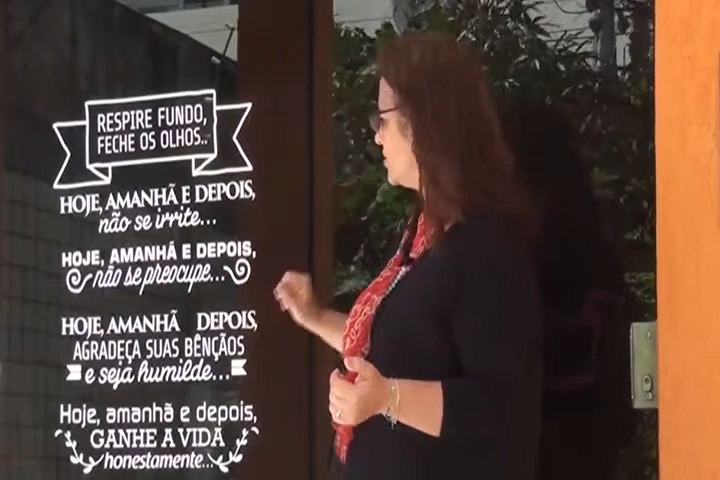 RESPIRE FUNDO,
FECHE OS OLHOS..
HOJE, AMANHÃ E DEPOIS,
não se irrite...
HOJE, AMANHÃ E DEPOIS,
não se preocupe...
HOJE, AMANHÃ DEPOIS,
AGRADEÇA SUAS BÊNÇÃOS
e seja humilde...
Hoje, amanhã e depois,
GANHE A VIDA
honestamente...